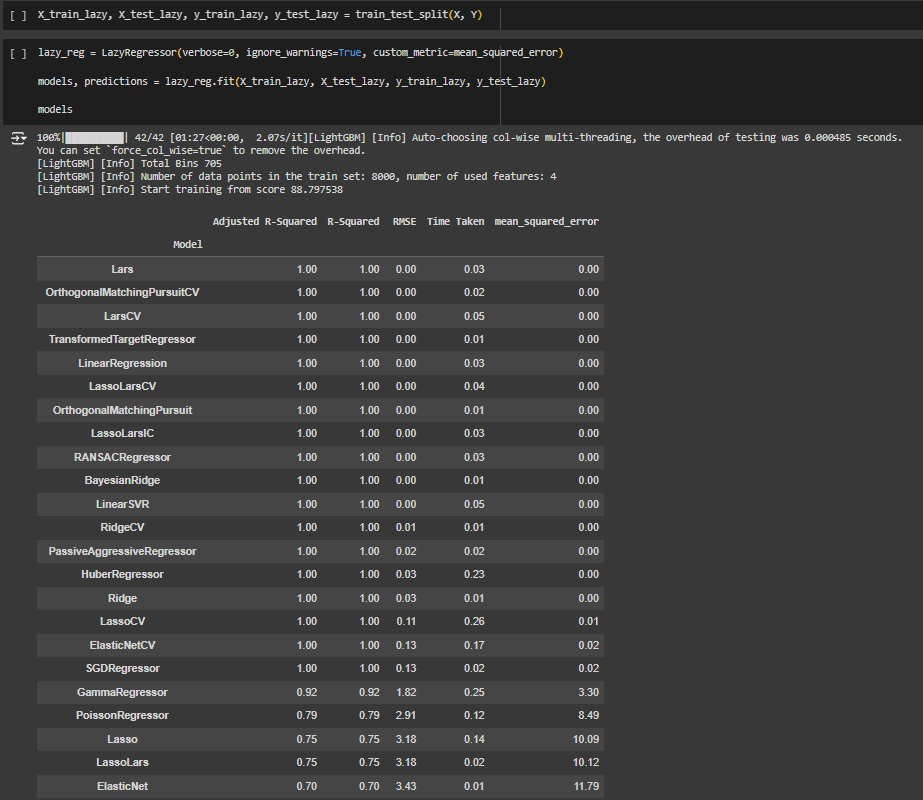 [ ] X_train_lazy, X_test_lazy, y_train_lazy, y_test_lazy = train_test_split(X, Y)
[ ] lazy_reg = LazyRegressor(verbose=0, ignore_warnings=True, custom_metric=mean_squared_error)
models, predictions = lazy_reg.fit(X_train_lazy, X_test_lazy, y_train_lazy, y_test_lazy)
models
100%|██████████| 42/42 [01:27<00:00, 2.07s/it][LightGBM] [Info] Auto-choosing col-wise multi-threading, the overhead of testing was 0.000485 seconds.
You can set `force_col_wise=true` to remove the overhead.
[LightGBM] [Info] Total Bins 705
[LightGBM] [Info] Number of data points in the train set: 8000, number of used features: 4
[LightGBM] [Info] Start training from score 88.797538
Adjusted R-Squared R-Squared RMSE Time Taken mean_squared_error
Model
Lars 1.00 1.00 0.00 0.03 0.00
OrthogonalMatchingPursuitCV 1.00 1.00 0.00 0.02 0.00
LarsCV 1.00 1.00 0.00 0.05 0.00
TransformedTargetRegressor 1.00 1.00 0.00 0.01 0.00
LinearRegression 1.00 1.00 0.00 0.03 0.00
LassoLarsCV 1.00 1.00 0.00 0.04 0.00
OrthogonalMatchingPursuit 1.00 1.00 0.00 0.01 0.00
LassoLarsIC 1.00 1.00 0.00 0.03 0.00
RANSACRegressor 1.00 1.00 0.00 0.03 0.00
BayesianRidge 1.00 1.00 0.00 0.01 0.00
LinearSVR 1.00 1.00 0.00 0.05 0.00
RidgeCV 1.00 1.00 0.01 0.01 0.00
PassiveAggressiveRegressor 1.00 1.00 0.02 0.02 0.00
HuberRegressor 1.00 1.00 0.03 0.23 0.00
Ridge 1.00 1.00 0.03 0.01 0.00
LassoCV 1.00 1.00 0.11 0.26 0.01
ElasticNetCV 1.00 1.00 0.13 0.17 0.02
SGDRegressor 1.00 1.00 0.13 0.02 0.02
GammaRegressor 0.92 0.92 1.82 0.25 3.30
PoissonRegressor 0.79 0.79 2.91 0.12 8.49
Lasso 0.75 0.75 3.18 0.14 10.09
LassoLars 0.75 0.75 3.18 0.02 10.12
ElasticNet 0.70 0.70 3.43 0.01 11.79